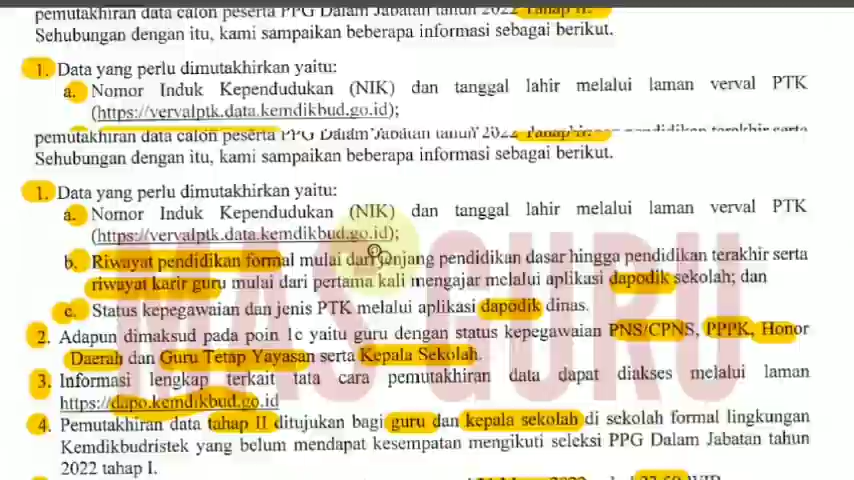 pemutakhiran data calon peserta PPG Dalam Jabatan tahun 2022 Tahap II.
Sehubungan dengan itu, kami sampaikan beberapa informasi sebagai berikut.
1. Data yang perlu dimutakhirkan yaitu:
a. Nomor Induk Kependudukan (NIK) dan tanggal lahir melalui laman verval PTK
(https://vervalptk.data.kemdikbud.go.id);
pendidikan terakhir serta
pemutakhiran data calon peserta PPG Dalam Jabatan tahun 2022 Tahap II.
Sehubungan dengan itu, kami sampaikan beberapa informasi sebagai berikut.
1. Data yang perlu dimutakhirkan yaitu:
a. Nomor Induk Kependudukan (NIK) dan tanggal lahir melalui laman verval PTK
(https://vervalptk.data.kemdikbud.go.id);
MAS GURU
b. Riwayat pendidikan formal mulai dari jenjang pendidikan dasar hingga pendidikan terakhir serta
riwayat karir guru mulai dari pertama kali mengajar melalui aplikasi dapodik sekolah; dan
c. Status kepegawaian dan jenis PTK melalui aplikasi dapodik dinas.
2. Adapun dimaksud pada poin 1c yaitu guru dengan status kepegawaian PNS/CPNS, PPPK, Honor
Daerah dan Guru Tetap Yayasan serta Kepala Sekolah.
3. Informasi lengkap terkait tata cara pemutakhiran data dapat diakses melalui laman
https://dapo.kemdikbud.go.id
4. Pemutakhiran data tahap II ditujukan bagi guru dan kepala sekolah di sekolah formal lingkungan
Kemdikbudristek yang belum mendapat kesempatan mengikuti seleksi PPG Dalam Jabatan tahun
2022 tahap I.